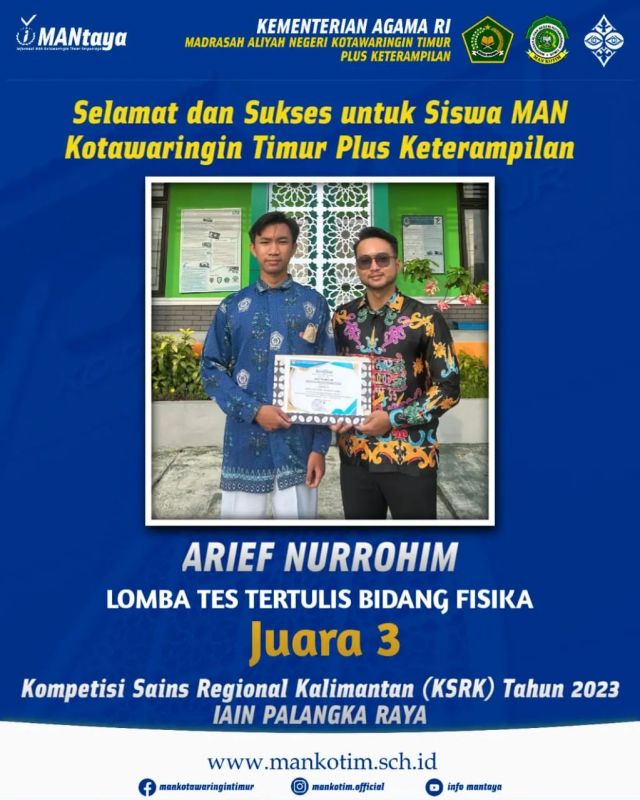 MANtaya
KEMENTERIAN AGAMA RI
MADRASAH ALIYAH NEGERI KOTAWARINGIN TIMUR
PLUS KETERAMPILAN
Selamat dan Sukses untuk Siswa MAN
Kotawaringin Timur Plus Keterampilan
ARIEF NURROHIM
LOMBA TES TERTULIS BIDANG FISIKA
Juara 3
Kompetisi Sains Regional Kalimantan (KSRK) Tahun 2023
IAIN PALANGKA RAYA
www.mankotim.sch.id
mankotawaringintimur
mankotim.official
info mantaya